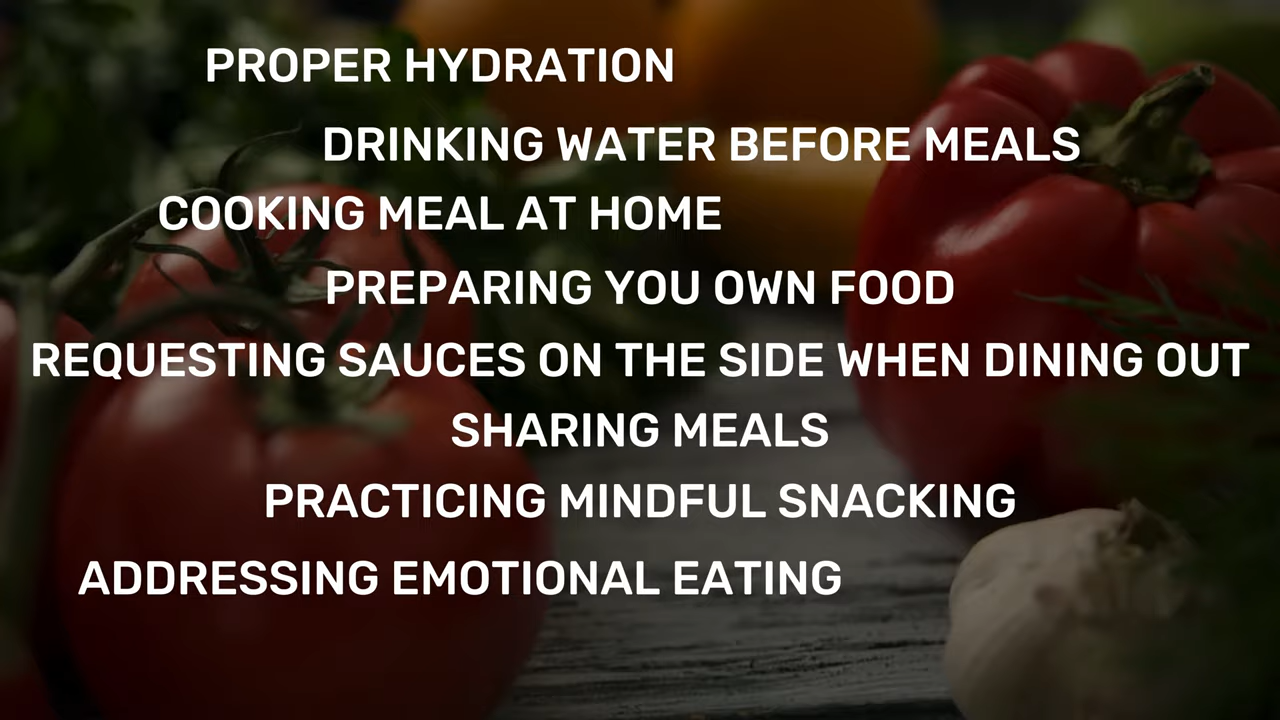 PROPER HYDRATION
DRINKING WATER BEFORE MEALS
COOKING MEAL AT HOME
PREPARING YOU OWN FOOD
REQUESTING SAUCES ON THE SIDE WHEN DINING OUT
SHARING MEALS
PRACTICING MINDFUL SNACKING
ADDRESSING EMOTIONAL EATING